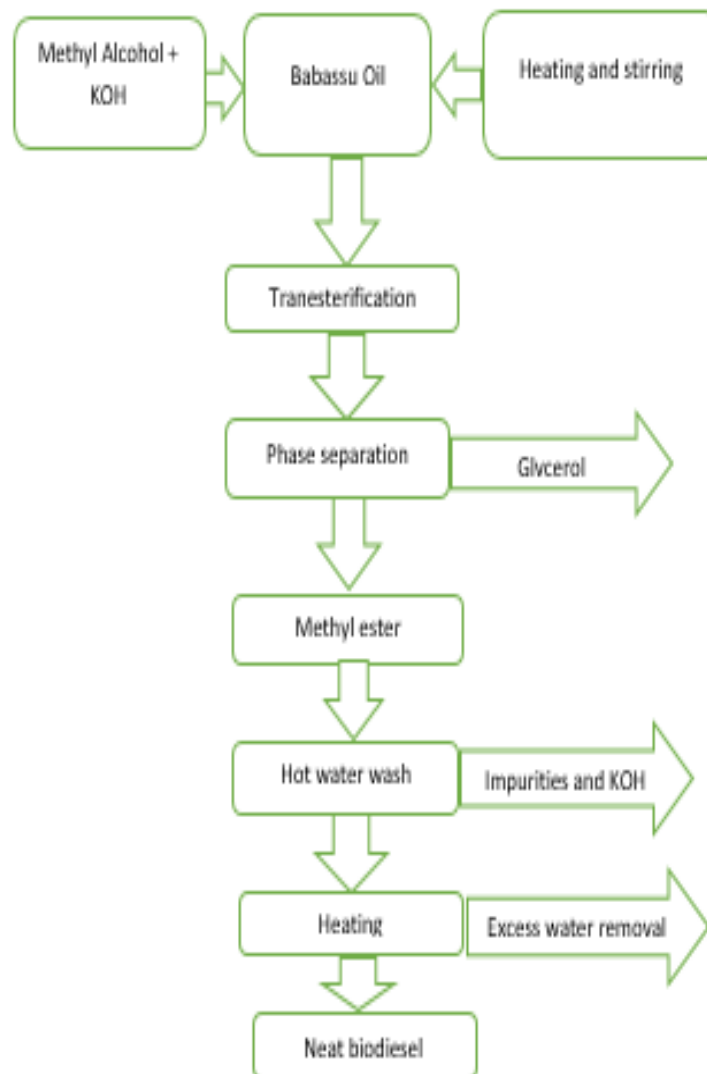 Methyl Alcohol +
KOH
Babassu Oil
Heating and stirring
Tranesterification
Phase separation
Glvcerol
Methyl ester
Hot water wash
Impurities and KOH
Heating
Excess water removal
Neat biodiesel